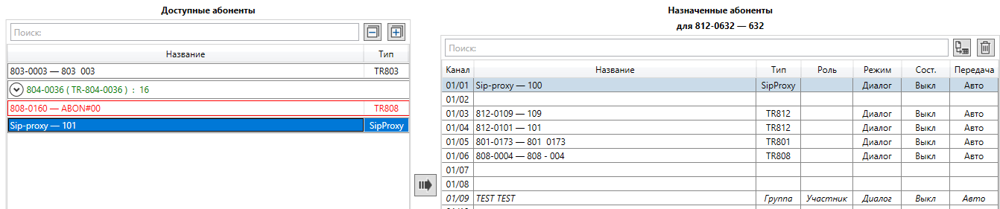 Доступные абоненты
Поиск:
Название Тип
803-0003 — 803 003 TR803
804-0036 ( TR-804-0036 ) : 16
808-0160 — ABON#00 TR808
Sip-proxy — 101 SipProxy
Назначенные абоненты
для 812-0632 — 632
Поиск:
Канал Название Тип Роль Режим Сост. Передача
01/01 Sip-proxy — 100 SipProxy Диалог Выкл Авто
01/02
01/03 812-0109 — 109 TR812 Диалог Выкл Авто
01/04 812-0101 — 101 TR812 Диалог Выкл Авто
01/05 801-0173 — 801 0173 TR801 Диалог Выкл Авто
01/06 808-0004 — 808 - 004 TR808 Диалог Выкл Авто
01/07
01/08
01/09 TEST TEST Группа Участник Диалог Выкл Авто